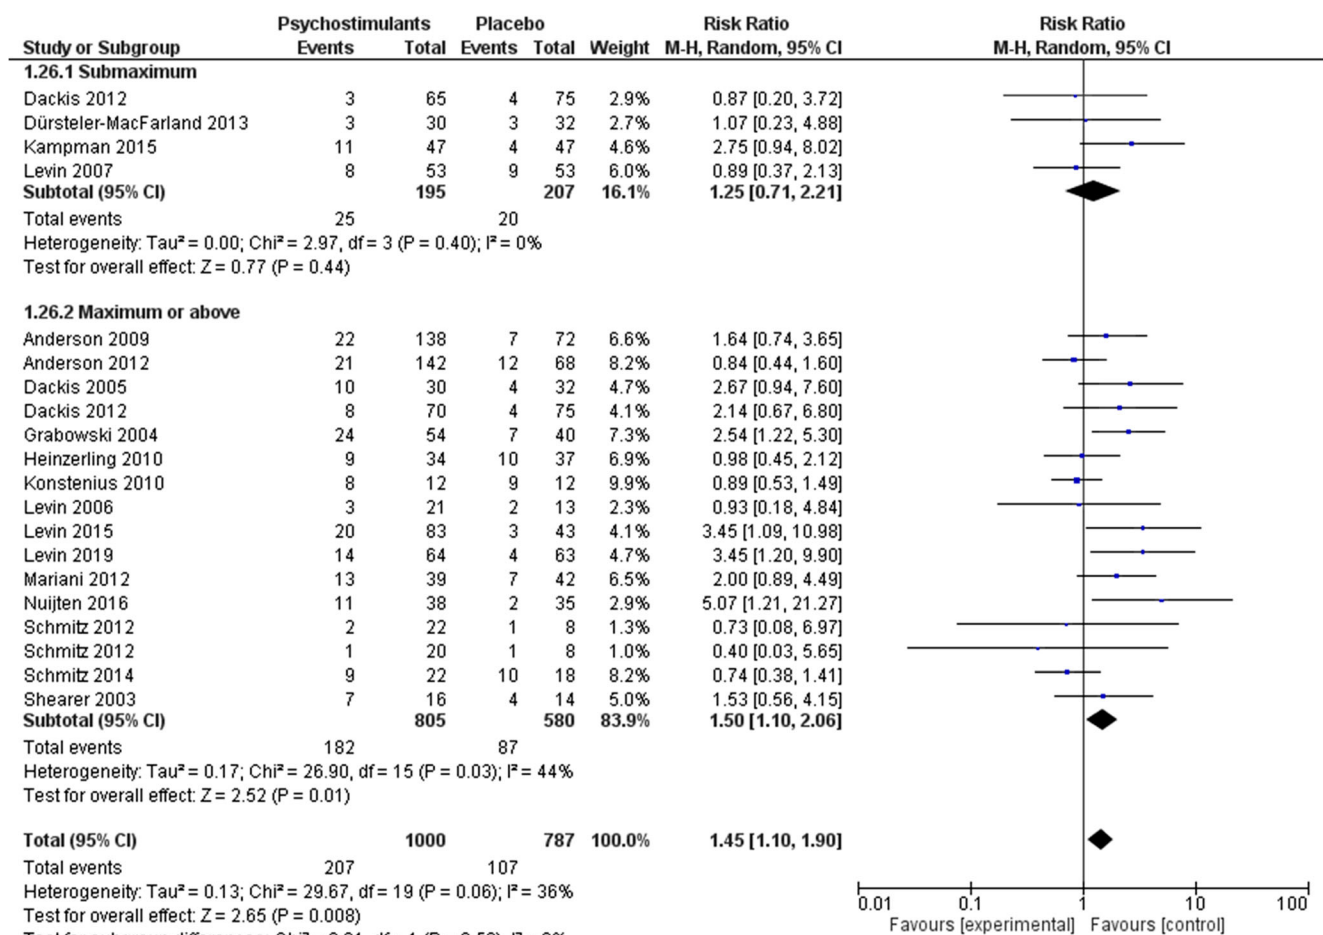 Psychostimulants Placebo Risk Ratio Risk Ratio
Study or Subgroup Events Total Events Total Weight M-H, Random, 95% CI M-H, Random, 95% CI
1.26.1 Submaximum
Dackis 2012 3 65 4 75 2.9% 0.87 [0.20, 3.72]
Dürsteler-MacFarland 2013 3 30 3 32 2.7% 1.07 [0.23, 4.88]
Kampman 2015 11 47 4 47 4.6% 2.75 [0.94, 8.02]
Levin 2007 8 53 9 53 6.0% 0.89 [0.37, 2.13]
Subtotal (95% CI) 195 207 16.1% 1.25 [0.71, 2.21]
Total events 25 20
Heterogeneity: Tau² = 0.00; Chi² = 2.97, df = 3 (P = 0.40); I² = 0%
Test for overall effect: Z = 0.77 (P = 0.44)
1.26.2 Maximum or above
Anderson 2009 22 138 7 72 6.6% 1.64 [0.74, 3.65]
Anderson 2012 21 142 12 68 8.2% 0.84 [0.44, 1.60]
Dackis 2005 10 30 4 32 4.7% 2.67 [0.94, 7.60]
Dackis 2012 8 70 4 75 4.1% 2.14 [0.67, 6.80]
Grabowski 2004 24 54 7 40 7.3% 2.54 [1.22, 5.30]
Heinzerling 2010 9 34 10 37 6.9% 0.98 [0.45, 2.12]
Konstenius 2010 8 12 9 12 9.9% 0.89 [0.53, 1.49]
Levin 2006 3 21 2 13 2.2% 0.93 [0.18, 4.84]
Levin 2015 20 83 3 43 4.1% 3.45 [1.09, 10.98]
Levin 2019 14 64 4 63 4.7% 3.45 [1.20, 9.90]
Mariani 2012 13 39 7 42 6.5% 2.00 [0.89, 4.49]
Nuijten 2016 11 38 2 35 2.9% 5.07 [1.21, 21.27]
Schmitz 2012 2 22 1 8 1.3% 0.73 [0.08, 6.97]
Schmitz 2012 1 20 1 8 1.0% 0.40 [0.03, 5.65]
Schmitz 2014 9 22 10 18 8.2% 0.74 [0.38, 1.41]
Shearer 2003 7 16 4 14 5.0% 1.53 [0.56, 4.15]
Subtotal (95% CI) 805 580 83.9% 1.50 [1.10, 2.06]
Total events 182 87
Heterogeneity: Tau² = 0.17; Chi² = 26.90, df = 15 (P = 0.03); I² = 44%
Test for overall effect: Z = 2.52 (P = 0.01)
Total (95% CI) 1000 787 100.0% 1.45 [1.10, 1.90]
Total events 207 107
Heterogeneity: Tau² = 0.13; Chi² = 29.67, df = 19 (P = 0.06); I² = 36%
Test for overall effect: Z = 2.65 (P = 0.008)
0.01 0.1 1 10 100
Favours [experimental] Favours [control]